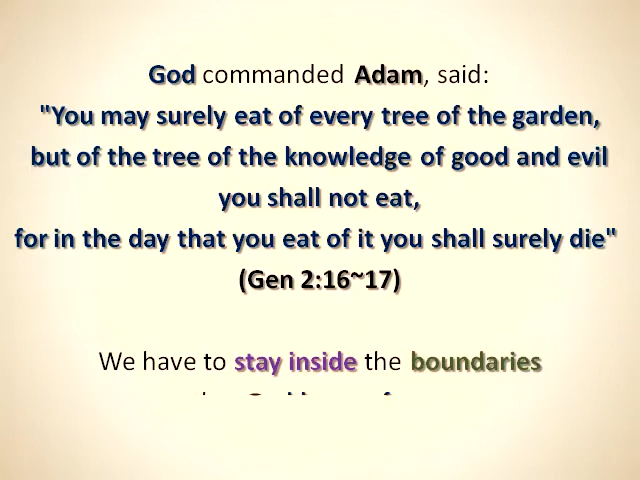 God commanded Adam, said:
"You may surely eat of every tree of the garden,
but of the tree of the knowledge of good and evil
you shall not eat,
for in the day that you eat of it you shall surely die"
(Gen 2:16~17)
We have to stay inside the boundaries